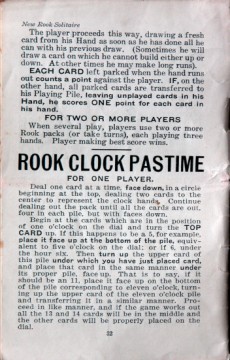 New Rook Solitaire
The player proceeds this way, drawing a fresh
card from his Hand as soon as he has done all he
can with his previous draw. (Sometimes he will
draw a card on which he cannot build either up or
down. At other times he may make long runs).
EACH CARD left parked when the hand runs
out counts a point against the player. IF, on the
other hand, all parked cards are transferred to
his Playing Pile, leaving unplayed cards in his
Hand, he scores ONE point for each card in
his hand.
FOR TWO OR MORE PLAYERS
When several play, players use two or more
Rook packs (or take turns), each playing three
hands. Player making best score wins.
ROOK CLOCK PASTIME
FOR ONE PLAYER.
Deal one card at a time, face down, in a circle
beginning at the top, dealing two cards to the
center to represent the clock hands. Continue
dealing out the pack until all the cards are out,
four in each pile, but with faces down.
Begin at the cards which are in the position
of one o'clock on the dial and turn the TOP
CARD up. If this happens to be a 5, for example,
place it face up at the bottom of the pile, equiv-
alent to five o'clock on the dial; or if 6, under
the hour six. Then turn up the upper card of
this pile under which you have just placed card,
and place that card in the same manner under
its proper pile, face up. That is to say, if it
should be an 11, place it face up on the bottom
of the pile corresponding to eleven o'clock, turn-
ing up the upper card of the eleven o'clock pile
and transferring it in a similar manner. Pro-
ceed in like manner, and if the game works out
all the 13 and 14 cards will be in the middle and
the other cards will be properly placed on the
dial.